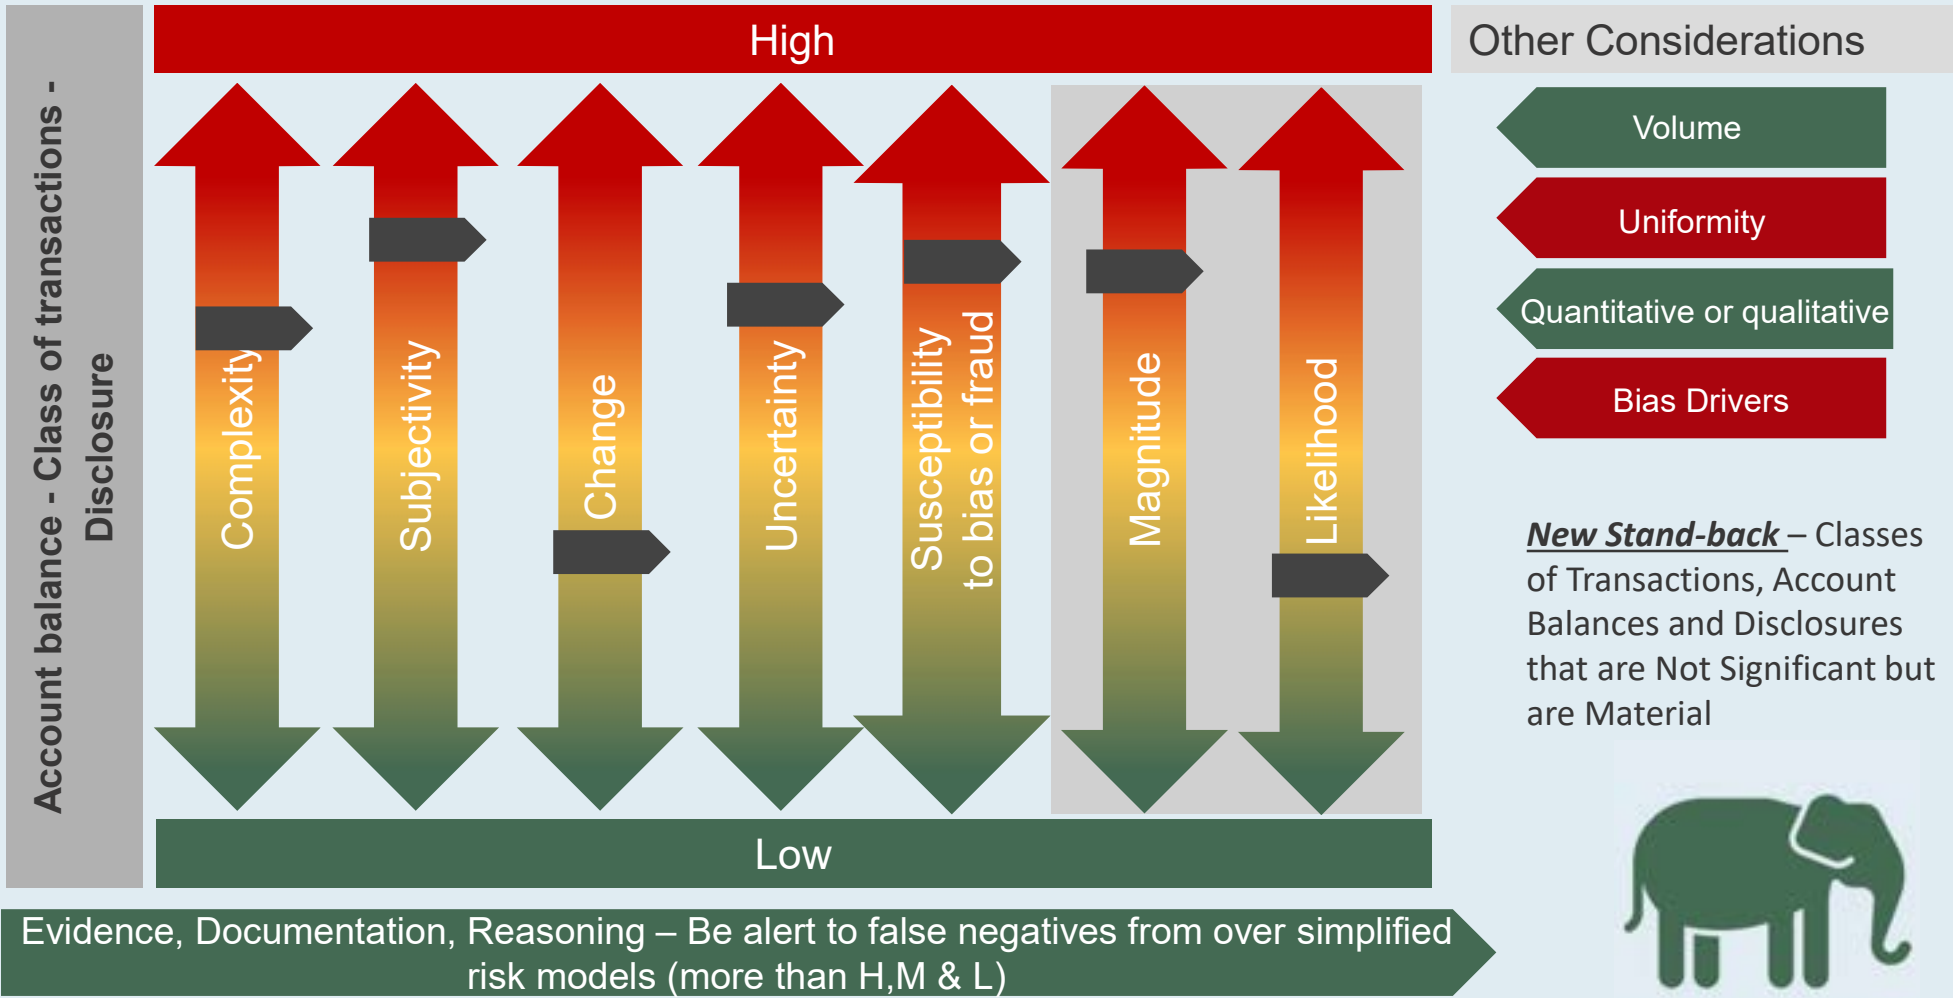 High
Other Considerations
Account balance - Class of transactions -
Disclosure
Complexity
Subjectivity
Change
Uncertainty
Susceptibility
to bias or fraud
Magnitude
Likelihood
Volume
Uniformity
Quantitative or qualitative
Bias Drivers
New Stand-back – Classes
of Transactions, Account
Balances and Disclosures
that are Not Significant but
are Material
Low
Evidence, Documentation, Reasoning – Be alert to false negatives from over simplified
risk models (more than H,M & L)